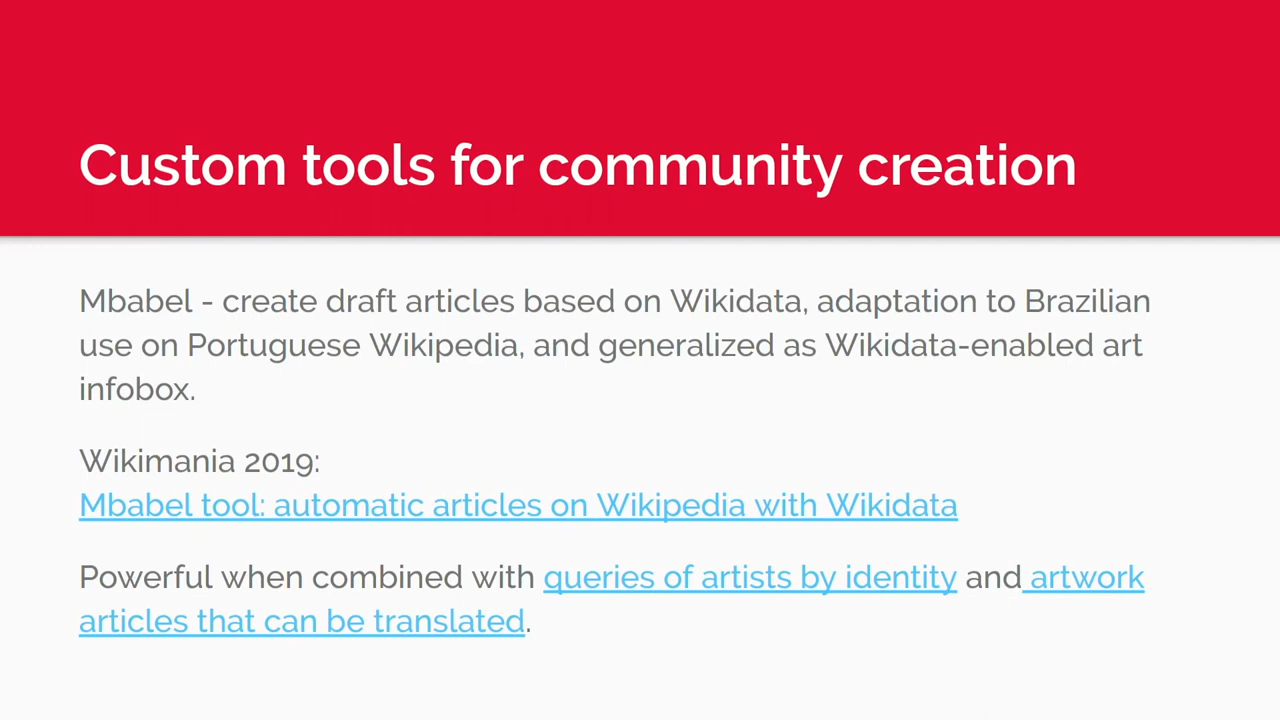 Custom tools for community creation
Mbabel - create draft articles based on Wikidata, adaptation to Brazilian
use on Portuguese Wikipedia, and generalized as Wikidata-enabled art
infobox.
Wikimania 2019:
Mbabel tool: automatic articles on Wikipedia with Wikidata
Powerful when combined with queries of artists by identity and artwork
articles that can be translated.